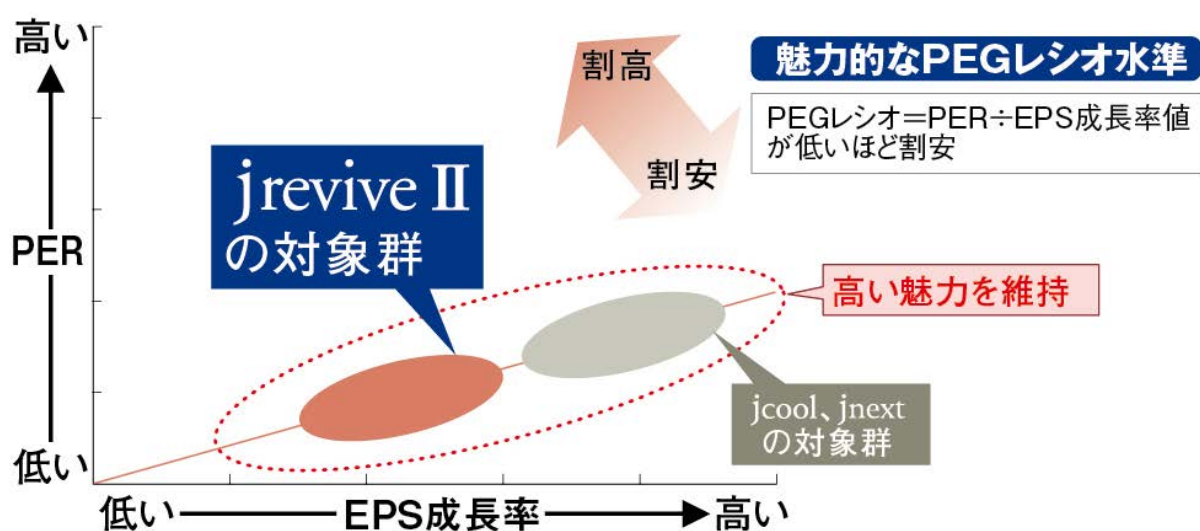 高い
PER
低い
低い
EPS成長率
高い
割高
割安
魅力的なPEGレシオ水準
PEGレシオ=PER÷EPS成長率値
が低いほど割安
jrevive II
の対象群
高い魅力を維持
jcool、jnext
の対象群